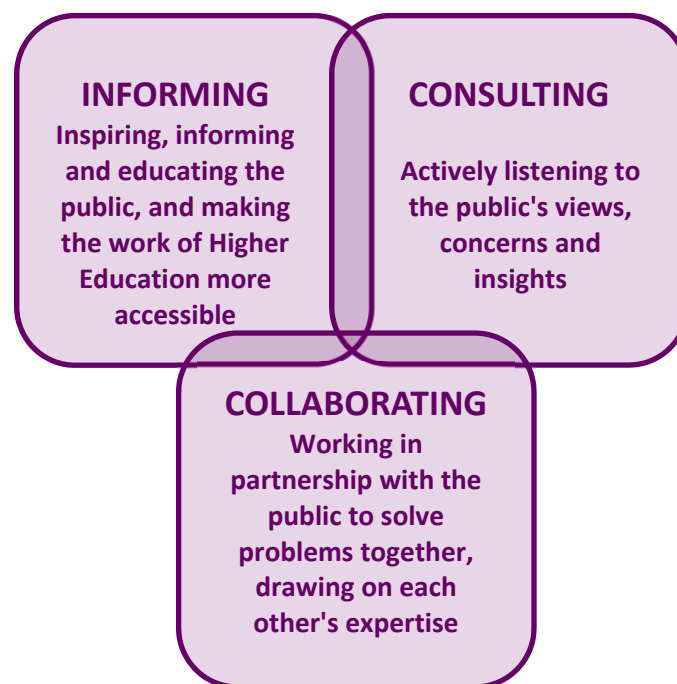 INFORMING
Inspiring, informing
and educating the
public, and making
the work of Higher
Education more
accessible
CONSULTING
Actively listening to
the public's views,
concerns and
insights
COLLABORATING
Working in
partnership with the
public to solve
problems together,
drawing on each
other's expertise